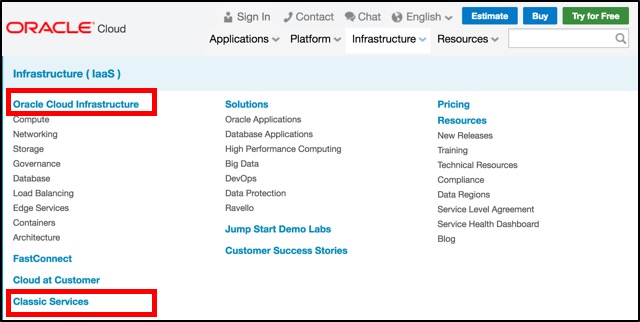 ORACLE Cloud
Sign In Contact Chat English Estimate Buy Try for Free
Applications Platform Infrastructure Resources
Infrastructure ( IaaS )
Oracle Cloud Infrastructure
Compute
Networking
Storage
Governance
Database
Load Balancing
Edge Services
Containers
Architecture
FastConnect
Cloud at Customer
Classic Services
Solutions
Oracle Applications
Database Applications
High Performance Computing
Big Data
DevOps
Data Protection
Ravello
Jump Start Demo Labs
Customer Success Stories
Pricing
Resources
New Releases
Training
Technical Resources
Compliance
Data Regions
Service Level Agreement
Service Health Dashboard
Blog